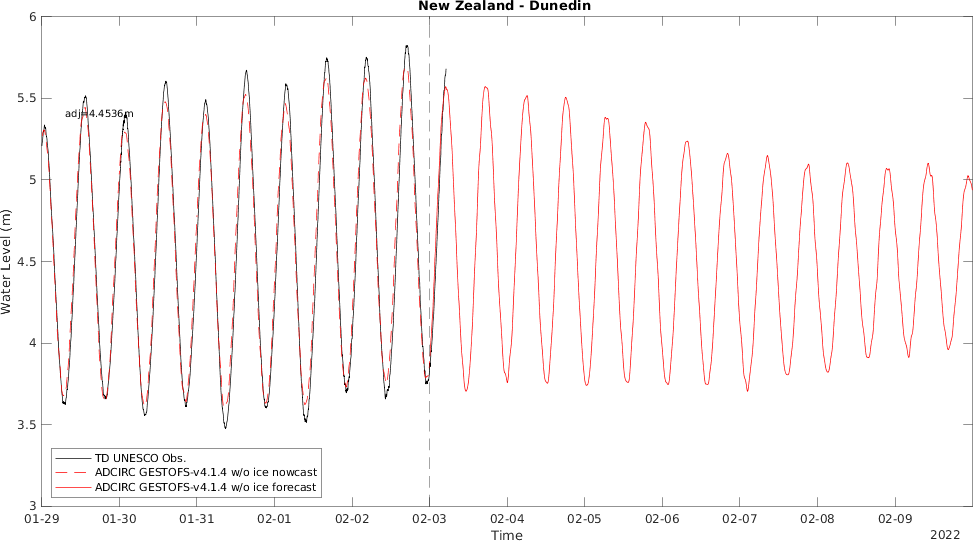 New Zealand - Dunedin
6
5.5
5
4.5
4
3.5
3
Water Level (m)
adj=4.4536m
TD UNESCO Obs.
ADCIRC GESTOFS-v4.1.4 w/o ice nowcast
ADCIRC GESTOFS-v4.1.4 w/o ice forecast
01-29 01-30 01-31 02-01 02-02 02-03 02-04 02-05 02-06 02-07 02-08 02-09
Time
2022